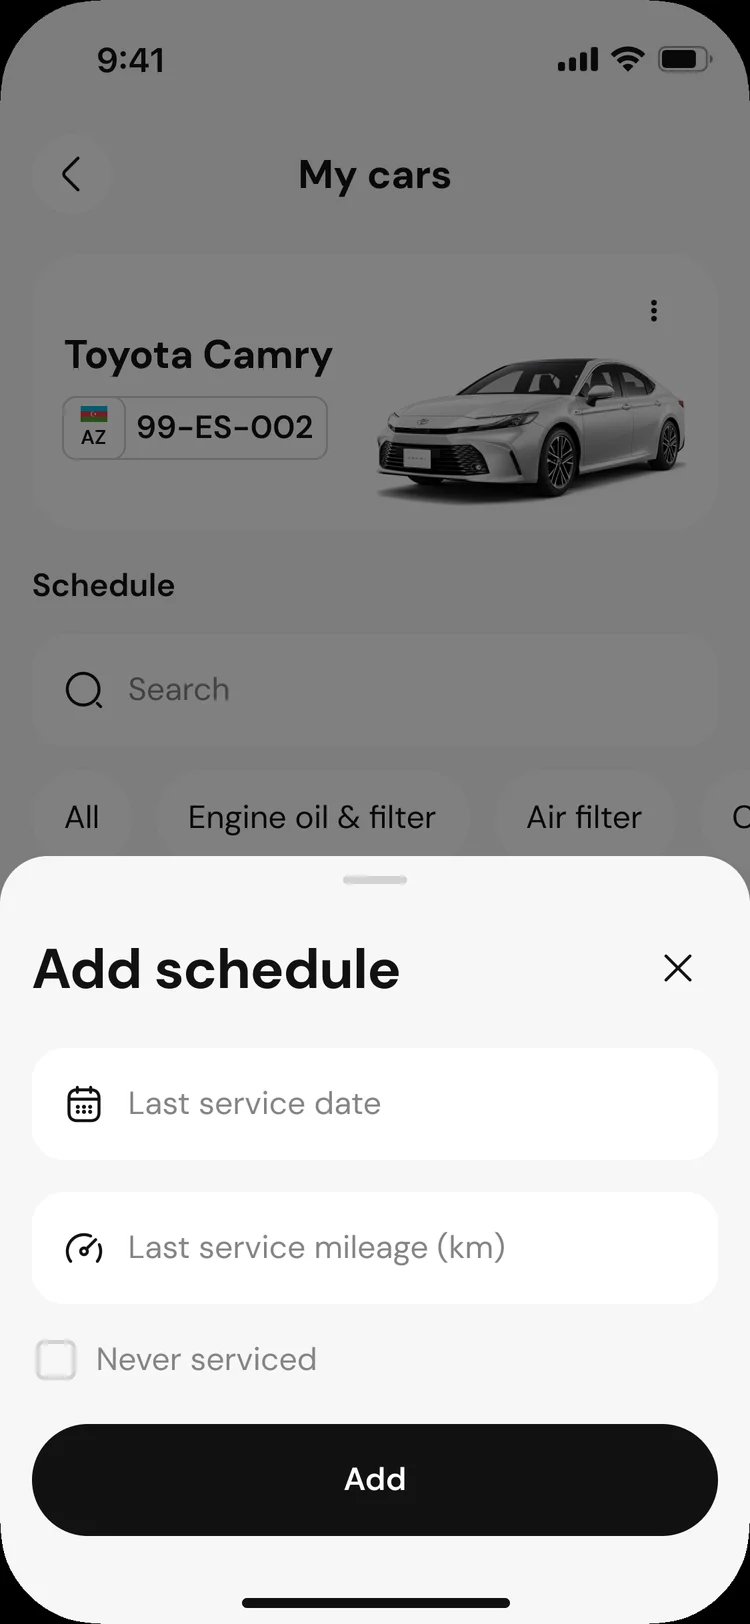 9:41
My cars
Toyota Camry
AZ 99-ES-002
Schedule
Search
All Engine oil & filter Air filter
Add schedule
Last service date
Last service mileage (km)
Never serviced
Add